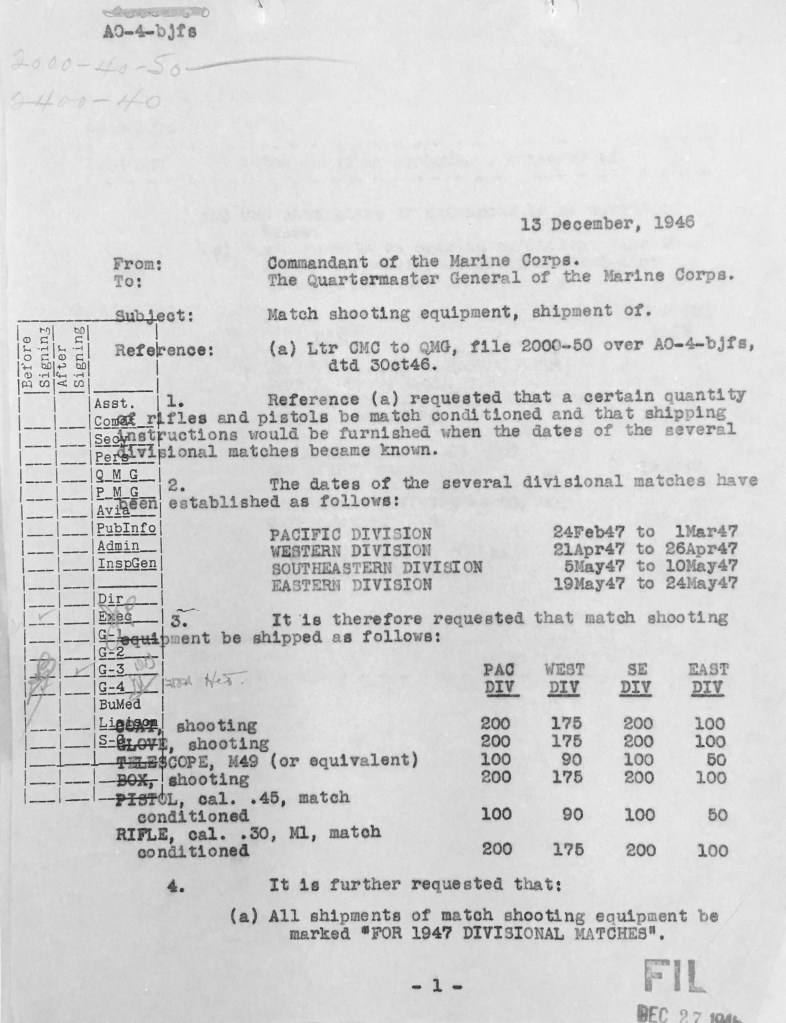 AO-4-bjfs
2000-40-50
2400-40
13 December, 1946
From: Commandant of the Marine Corps.
To: The Quartermaster General of the Marine Corps.
Subject: Match shooting equipment, shipment of.
Reference: (a) Ltr CMC to QMG, file 2000-50 over AO-4-bjfs,
dtd 30oct46.
Before Signing
After Signing
Asst.
Comdt
Secy
Pers
Q M G
P M G
Avia
PubInfo
Admin
InspGen
Dir
Exec
G-1
G-2
G-3
G-4
BuMed
Liaison
1. Reference (a) requested that a certain quantity
of rifles and pistols be match conditioned and that shipping
instructions would be furnished when the dates of the several
divisional matches became known.
2. The dates of the several divisional matches have
been established as follows:
PACIFIC DIVISION 24Feb47 to 1Mar47
WESTERN DIVISION 21Apr47 to 26Apr47
SOUTHEASTERN DIVISION 5May47 to 10May47
EASTERN DIVISION 19May47 to 24May47
3. It is therefore requested that match shooting
equipment be shipped as follows:
PAC WEST SE EAST
DIV DIV DIV DIV
COAT, shooting 200 175 200 100
GLOVE, shooting 200 175 200 100
TELESCOPE, M49 (or equivalent) 100 90 100 50
BOX, shooting 200 175 200 100
PISTOL, cal. .45, match
conditioned 100 90 100 50
RIFLE, cal. .30, M1, match
conditioned 200 175 200 100
4. It is further requested that:
(a) All shipments of match shooting equipment be
marked "FOR 1947 DIVISIONAL MATCHES".
- 1 -
FIL
DEC 27 1946